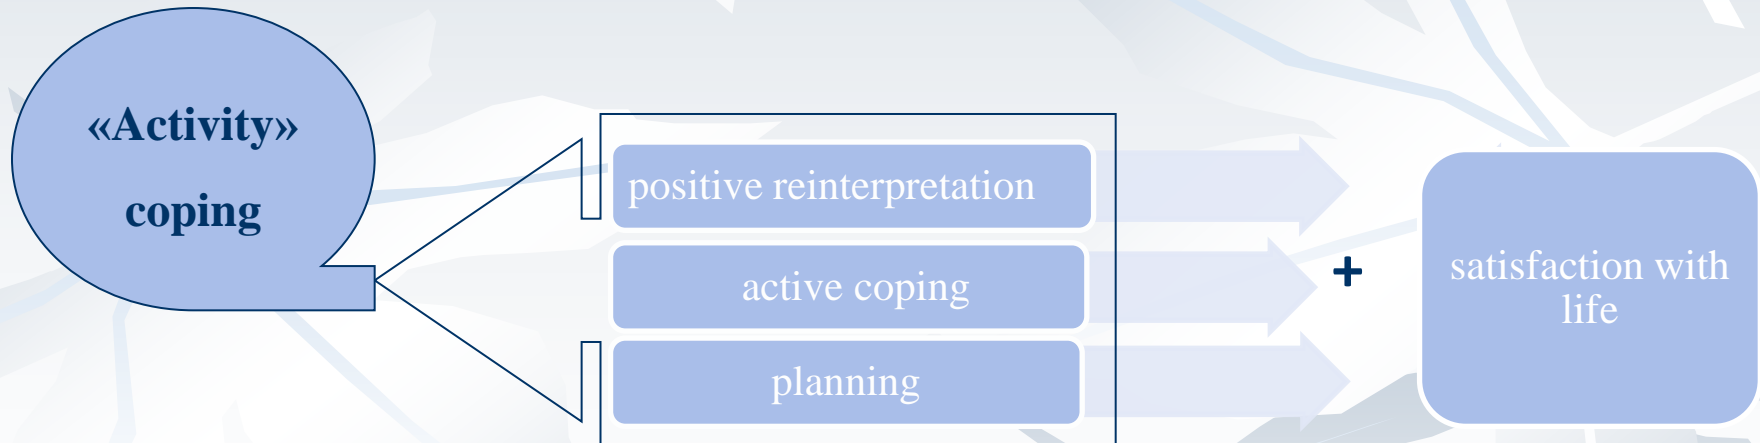 «Activity»
coping
positive reinterpretation
active coping
planning
+
satisfaction with
life